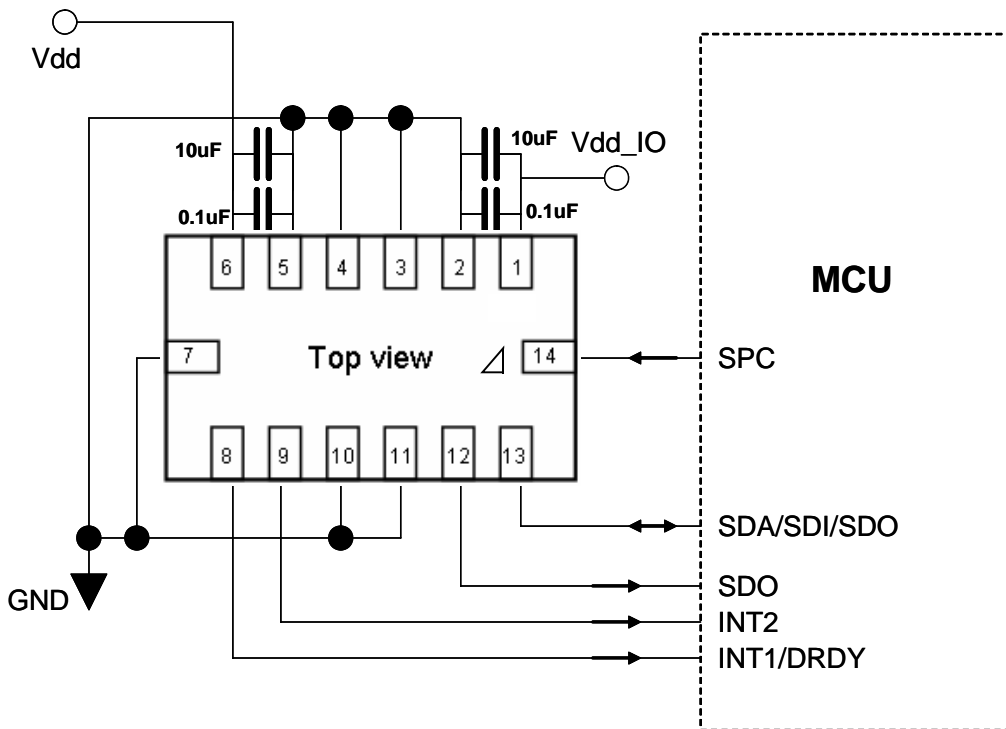 Vdd
10uF
10uF
Vdd_IO
0.1uF
0.1uF
6 5 4 3 2 1
MCU
7
Top view
14
SPC
8 9 10 11 12 13
SDA/SDI/SDO
SDO
GND
INT2
INT1/DRDY